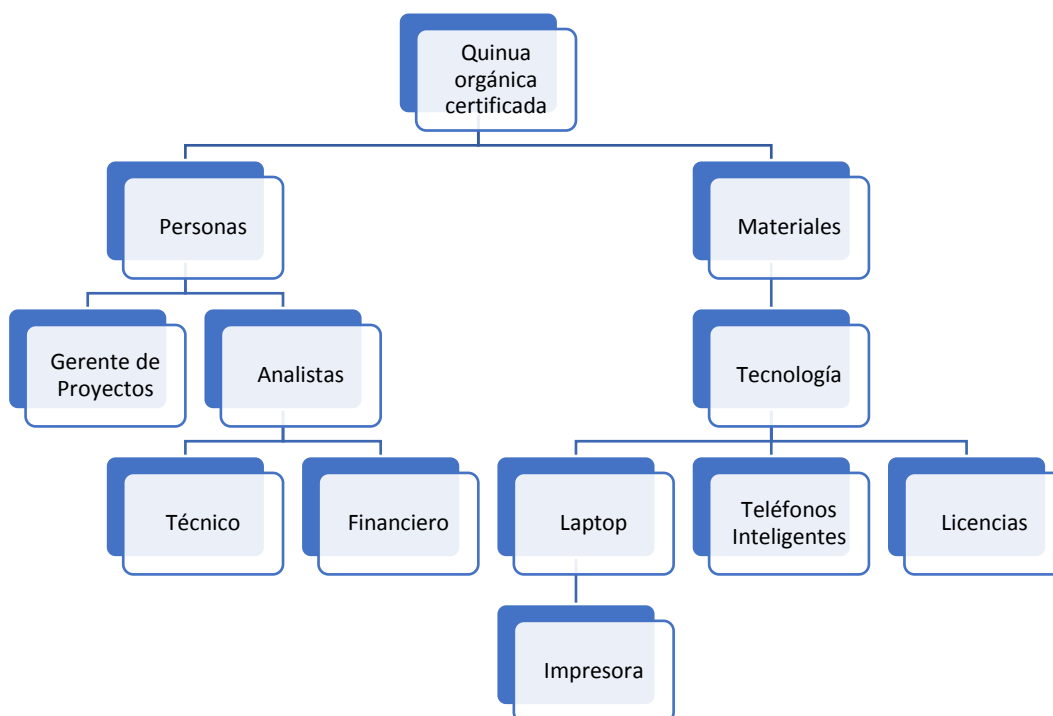 Quinua
orgánica
certificada
Personas
Materiales
Gerente de
Proyectos
Analistas
Tecnología
Técnico
Financiero
Laptop
Teléfonos
Inteligentes
Licencias
Impresora